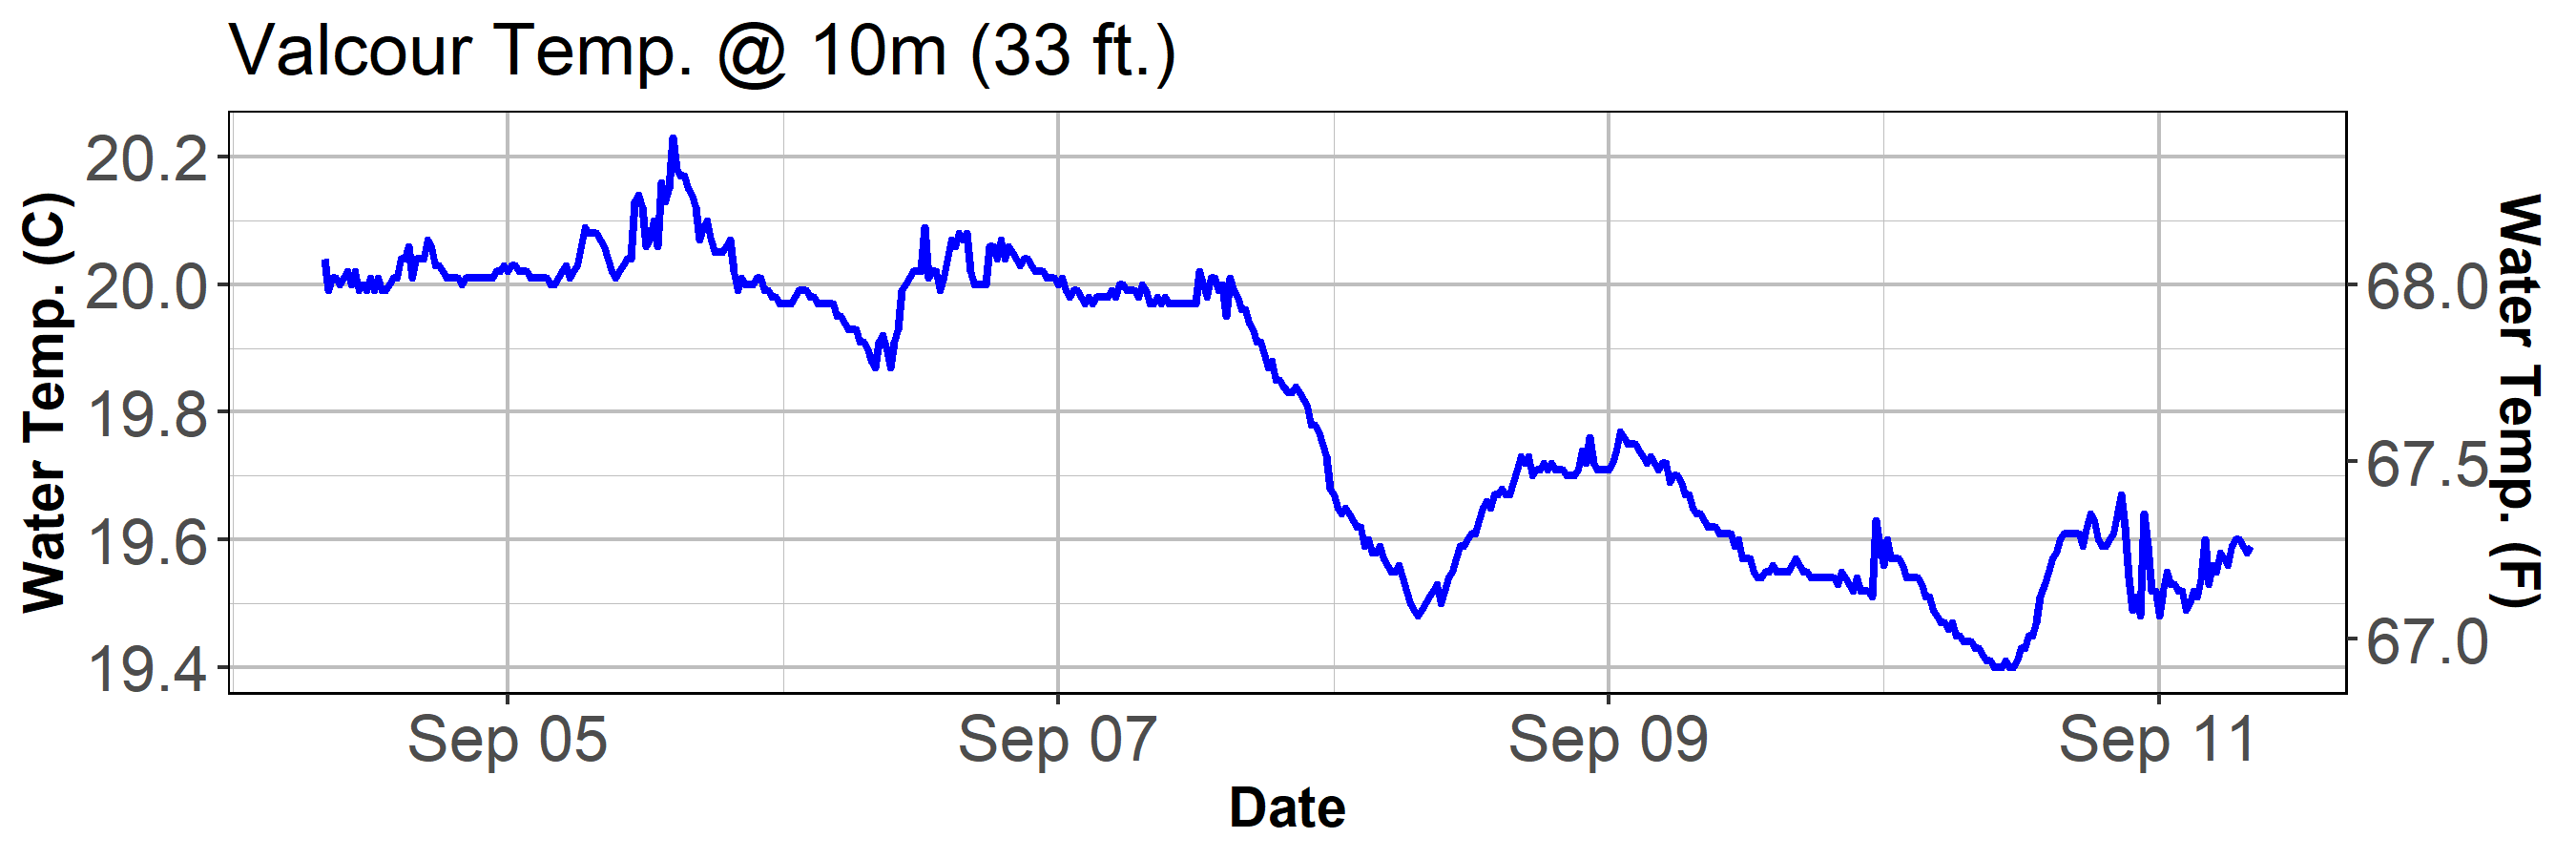 Valcour Temp. @ 10m (33 ft.)
Water Temp. (C)
20.2
20.0
19.8
19.6
19.4
68.0
67.5
67.0
Water Temp. (F)
Sep 05 Sep 07 Sep 09 Sep 11
Date